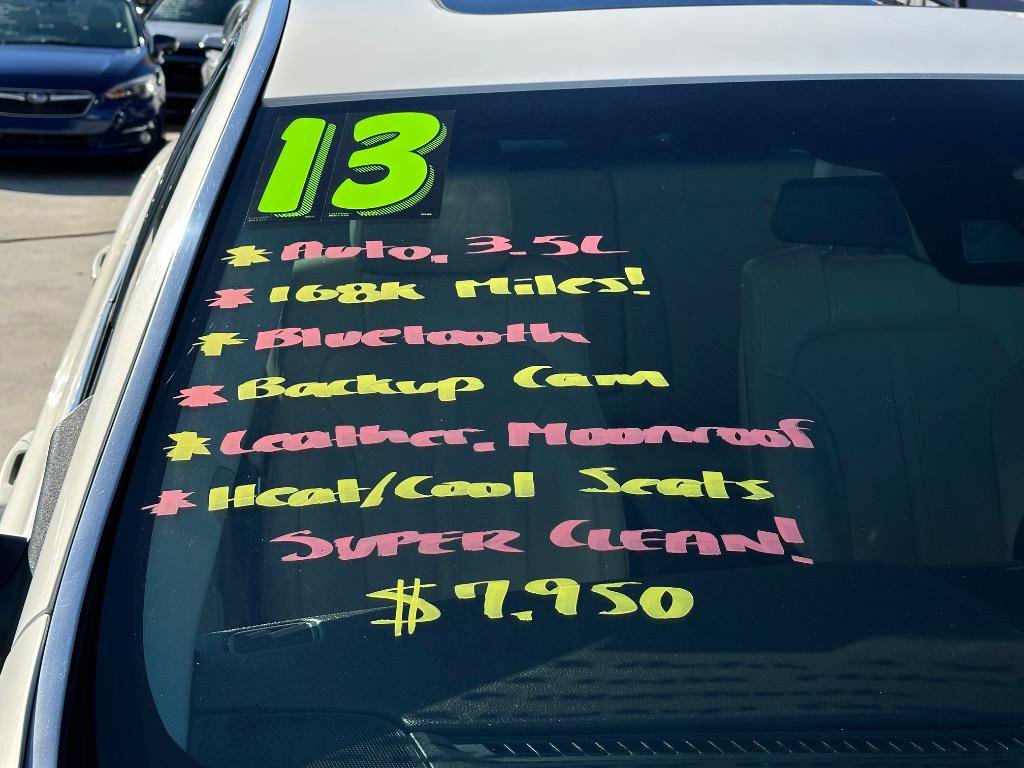 13
* Auto, 3.5L
* 168k Miles!
* Bluetooth
* Backup Cam
* Leather, Moonroof
* Heat/Cool Seats
Super Clean!
$7,950